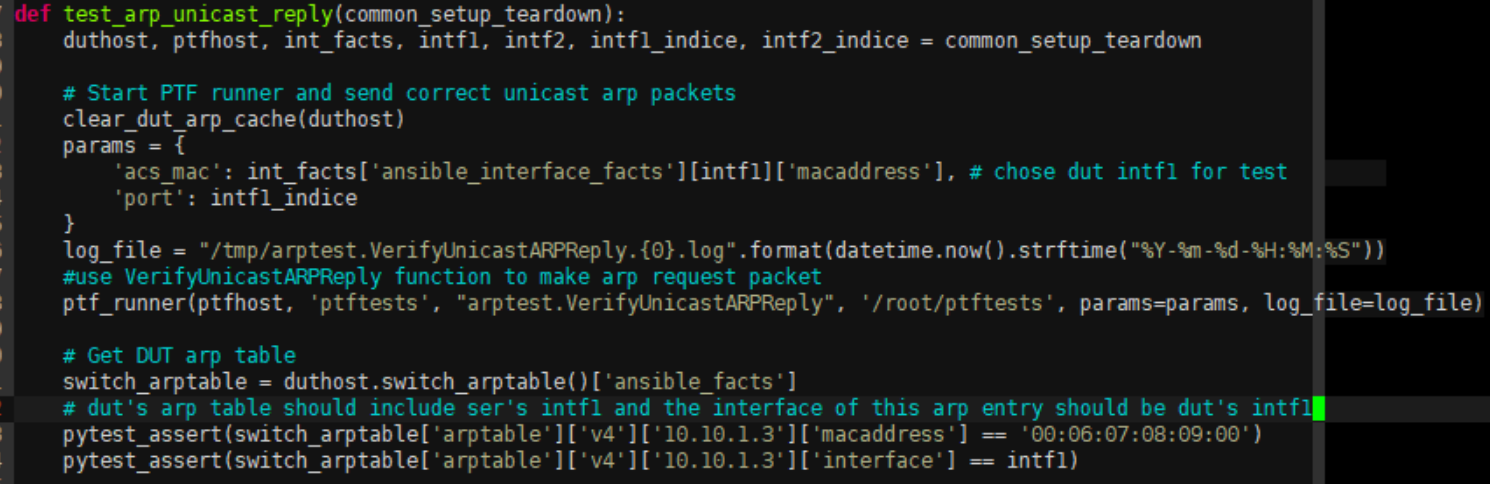 def test_arp_unicast_reply(common_setup_teardown):
    duthost, ptfhost, int_facts, intf1, intf2, intf1_indice, intf2_indice = common_setup_teardown

    # Start PTF runner and send correct unicast arp packets
    clear_dut_arp_cache(duthost)
    params = {
        'acs_mac': int_facts['ansible_interface_facts'][intf1]['macaddress'], # chose dut intf1 for test
        'port': intf1_indice
    }
    log_file = "/tmp/arptest.VerifyUnicastARPReply.{0}.log".format(datetime.now().strftime("%Y-%m-%d-%H:%M:%S"))
    #use VerifyUnicastARPReply function to make arp request packet
    ptf_runner(ptfhost, 'ptftests', "arptest.VerifyUnicastARPReply", '/root/ptftests', params=params, log_file=log_file)

    # Get DUT arp table
    switch_arptable = duthost.switch_arptable()['ansible_facts']
    # dut's arp table should include ser's intf1 and the interface of this arp entry should be dut's intf1
    pytest_assert(switch_arptable['arptable']['v4']['10.10.1.3']['macaddress'] == '00:06:07:08:09:00')
    pytest_assert(switch_arptable['arptable']['v4']['10.10.1.3']['interface'] == intf1)